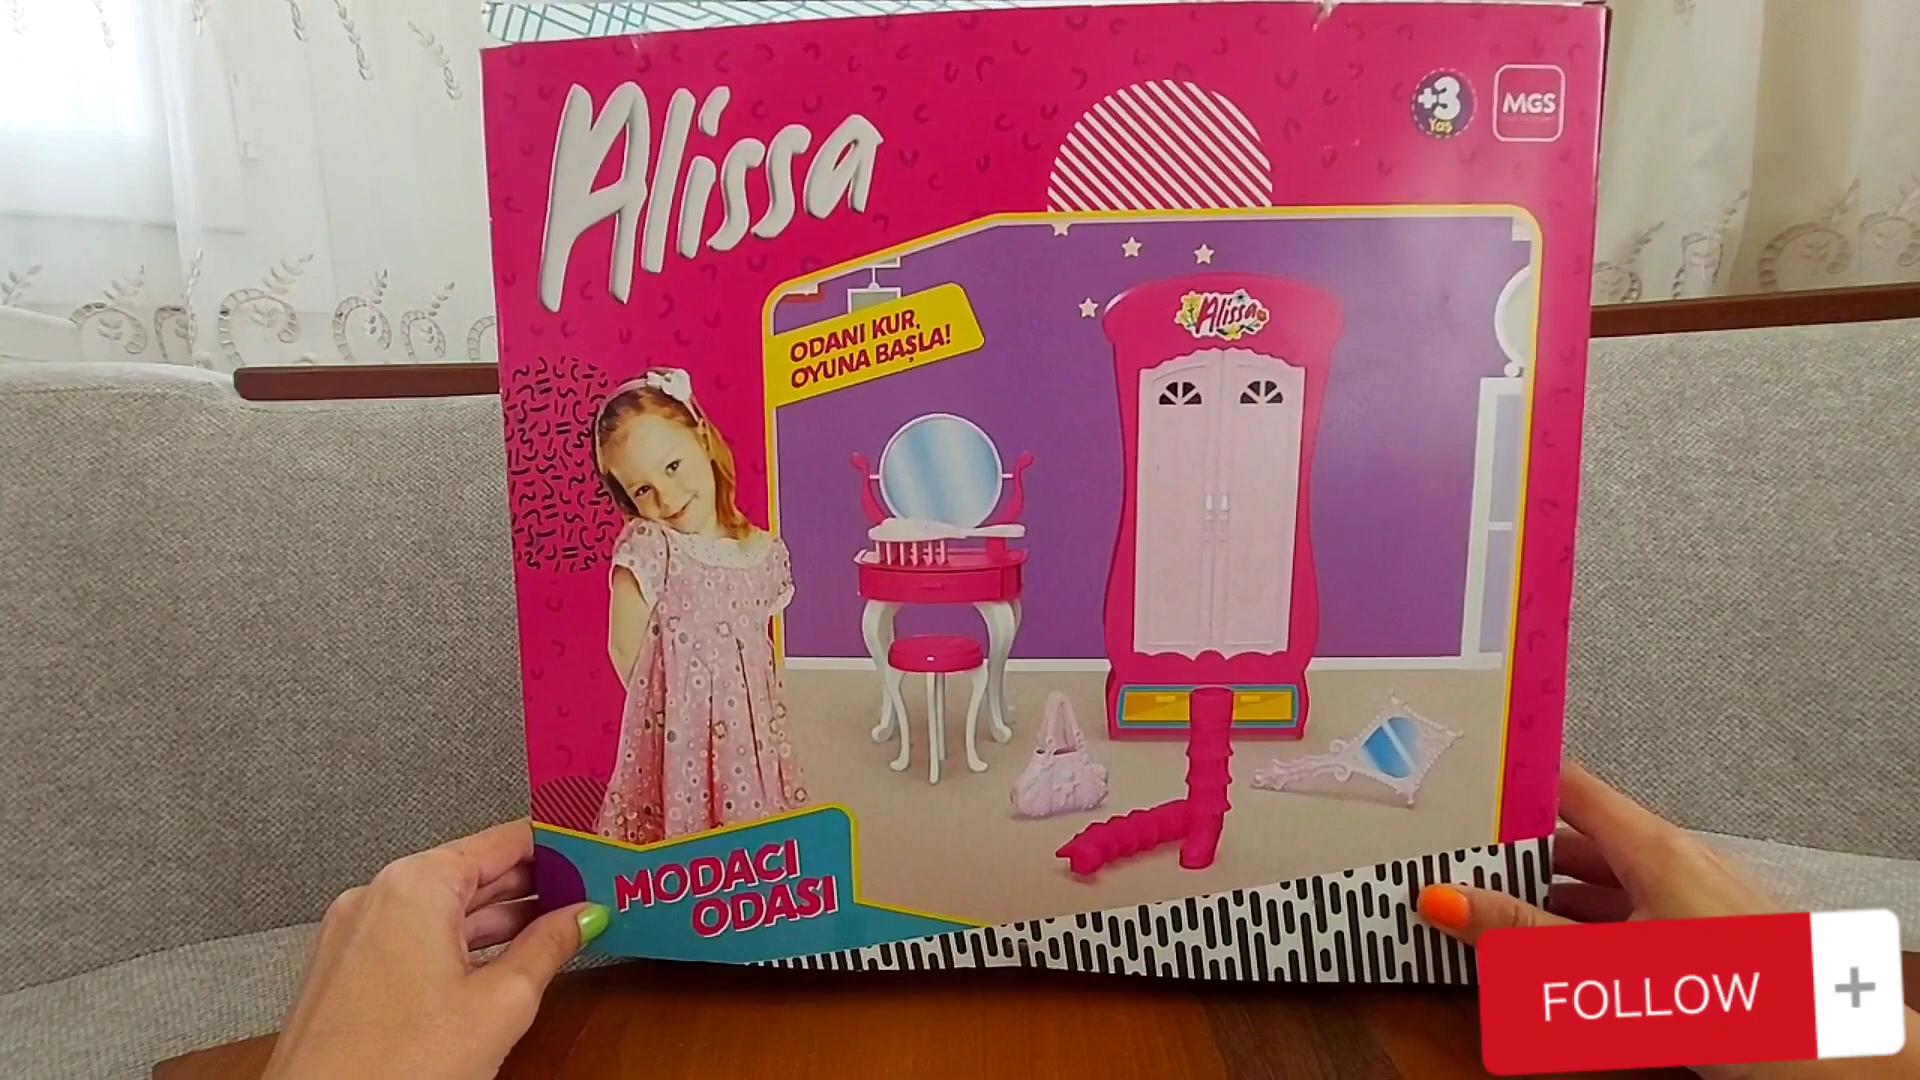 Alissa
+3
Yaş
MGS
ODANI KUR,
OYUNA BAŞLA!
Alissa
MODACI
ODASI
FOLLOW +